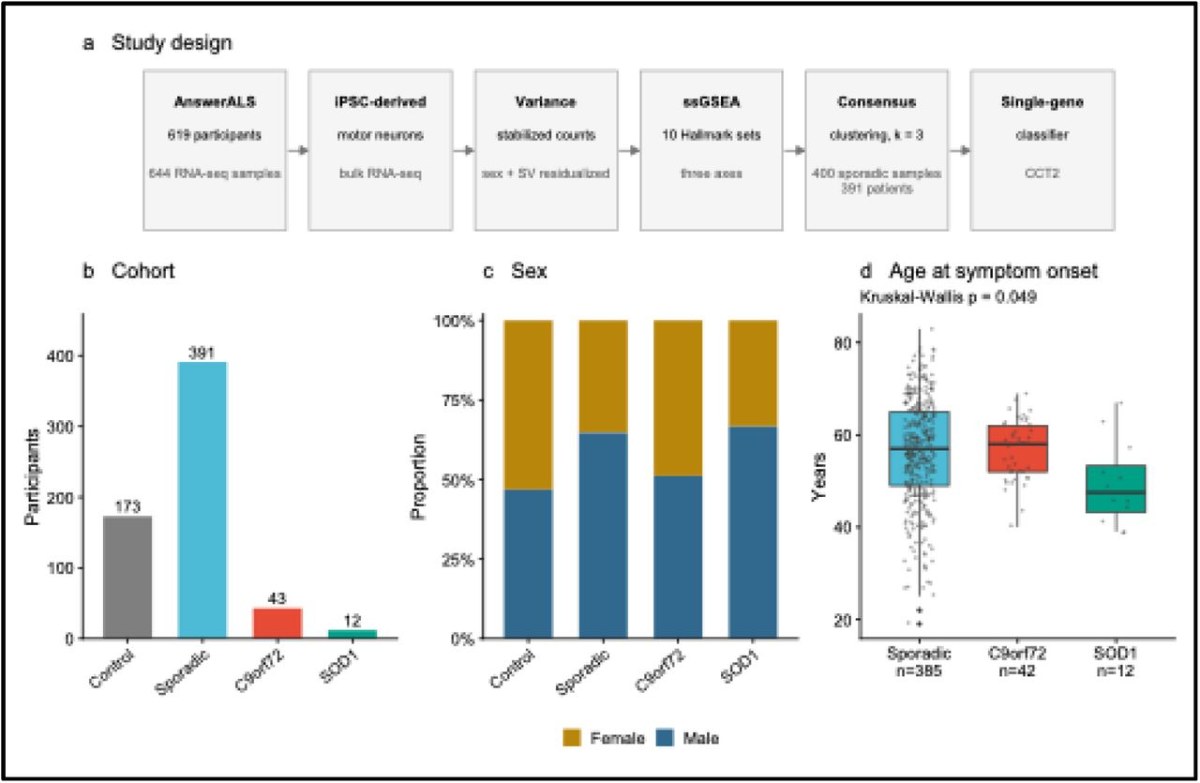 a Study design
AnswerALS
619 participants
644 RNA-seq samples
iPSC-derived
motor neurons
bulk RNA-seq
Variance
stabilized counts
sex + SV residualized
ssGSEA
10 Hallmark sets
three axes
Consensus
clustering, k = 3
400 sporadic samples
391 patients
Single-gene
classifier
CCT2
b Cohort
Participants
400
300
200
100
0
173
391
43
12
Control
Sporadic
C9orf72
SOD1
c Sex
Proportion
100%
75%
50%
25%
0%
Control
Sporadic
C9orf72
SOD1
Female Male
d Age at symptom onset
Kruskal-Wallis p = 0.049
Years
80
60
40
20
Sporadic
n=385
C9orf72
n=42
SOD1
n=12